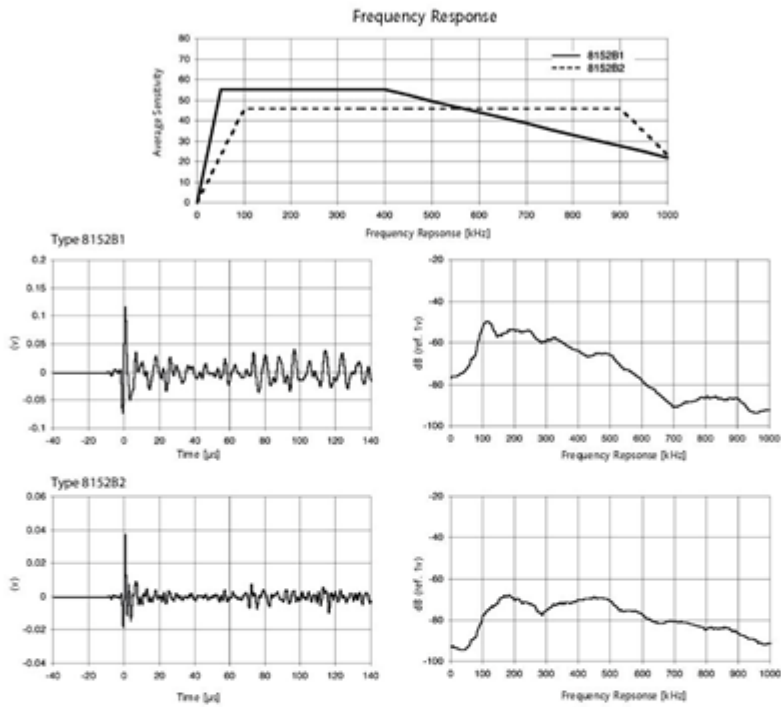 Frequency Response
80
70
60
50
40
30
20
10
0
Average Sensitivity
8152B1
8152B2
0 100 200 300 400 500 600 700 800 900 1000
Frequency Repsonse [kHz]
Type 8152B1
0.2
0.15
0.1
0.05
0
-0.05
-0.1
(v)
-40 -20 0 20 40 60 80 100 120 140
Time [µs]
-20
-40
-60
-80
-100
dB (ref. 1v)
0 100 200 300 400 500 600 700 800 900 1000
Frequency Repsonse [kHz]
Type 8152B2
0.06
0.04
0.02
0
-0.02
-0.04
(v)
-40 -20 0 20 40 60 80 100 120 140
Time [µs]
-20
-40
-60
-80
-100
dB (ref. 1v)
0 100 200 300 400 500 600 700 800 900 1000
Frequency Repsonse [kHz]